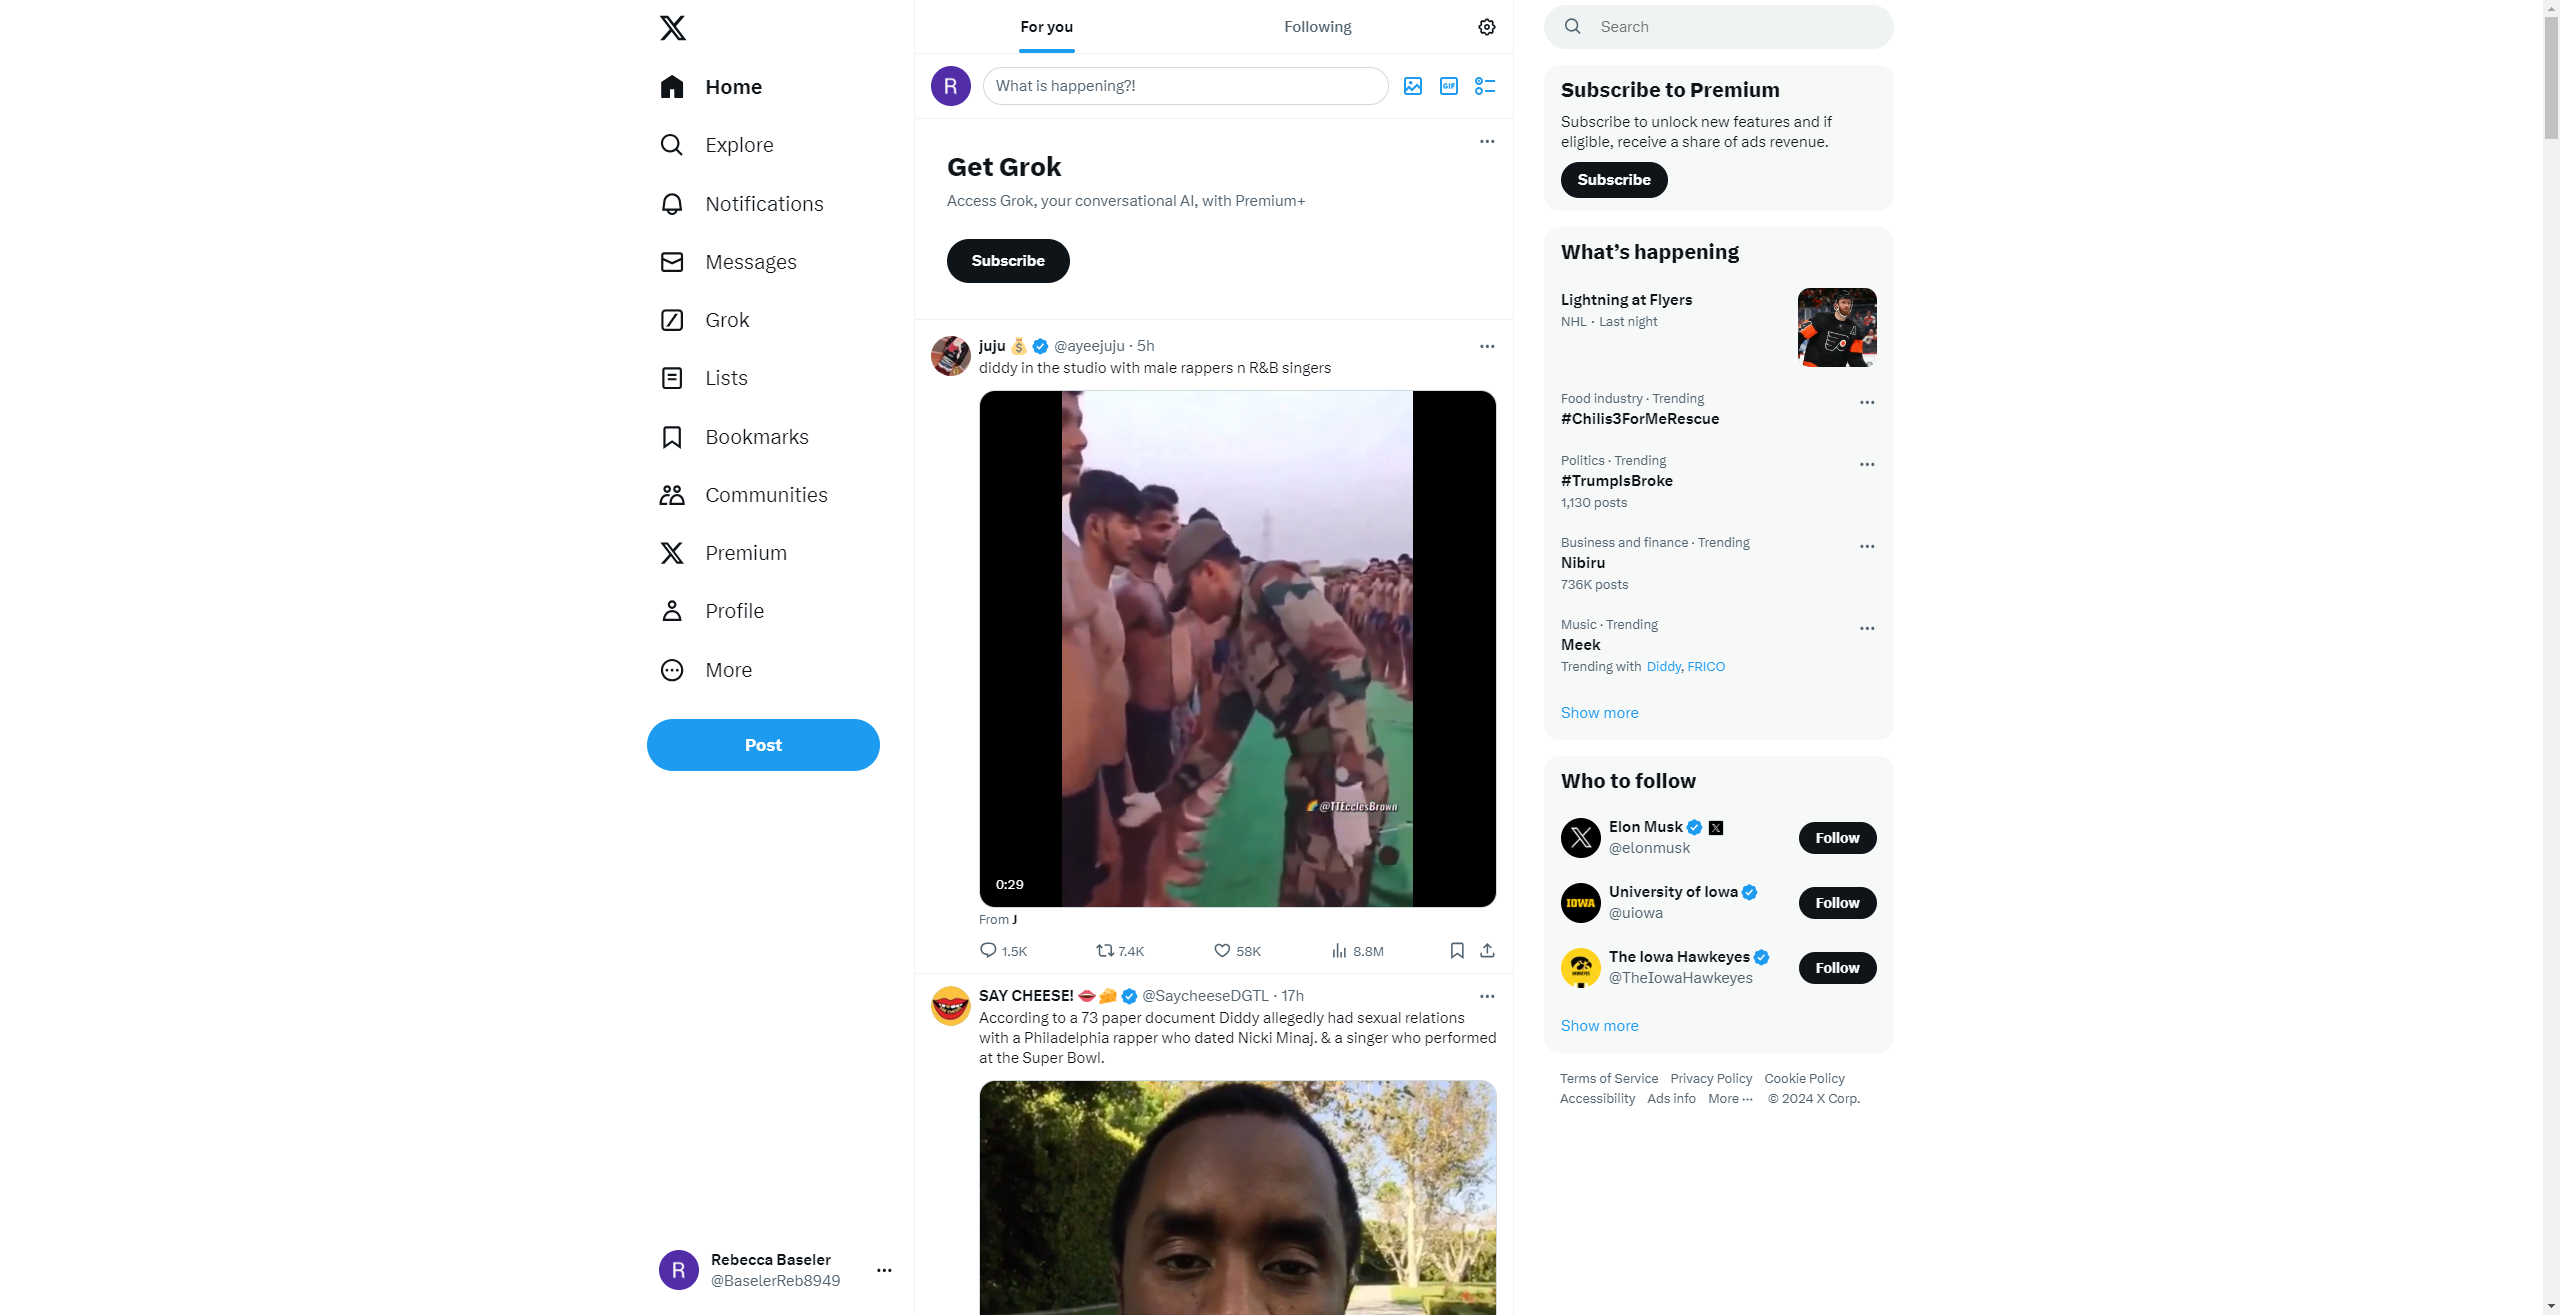 Home
Explore
Notifications
Messages
Grok
Lists
Bookmarks
Communities
Premium
Profile
More
Post
R
Rebecca Baseler
@BaselerReb8949
For you
Following
R
What is happening?!
GIF
Get Grok
Access Grok, your conversational AI, with Premium+
Subscribe
juju 💰 @ayeejuju · 5h
diddy in the studio with male rappers n R&B singers
@TTEcclesBrown
0:29
From J
1.5K 7.4K 58K 8.8M
SAY CHEESE! 👄🧀 @SaycheeseDGTL · 17h
According to a 73 paper document Diddy allegedly had sexual relations
with a Philadelphia rapper who dated Nicki Minaj. & a singer who performed
at the Super Bowl.
Search
Subscribe to Premium
Subscribe to unlock new features and if
eligible, receive a share of ads revenue.
Subscribe
What’s happening
Lightning at Flyers
NHL · Last night
Food industry · Trending
#Chilis3ForMeRescue
Politics · Trending
#TrumpIsBroke
1,130 posts
Business and finance · Trending
Nibiru
736K posts
Music · Trending
Meek
Trending with Diddy, FRICO
Show more
Who to follow
Elon Musk
@elonmusk
Follow
IOWA
University of Iowa
@uiowa
Follow
The Iowa Hawkeyes
@TheIowaHawkeyes
Follow
Show more
Terms of Service Privacy Policy Cookie Policy
Accessibility Ads info More ··· © 2024 X Corp.